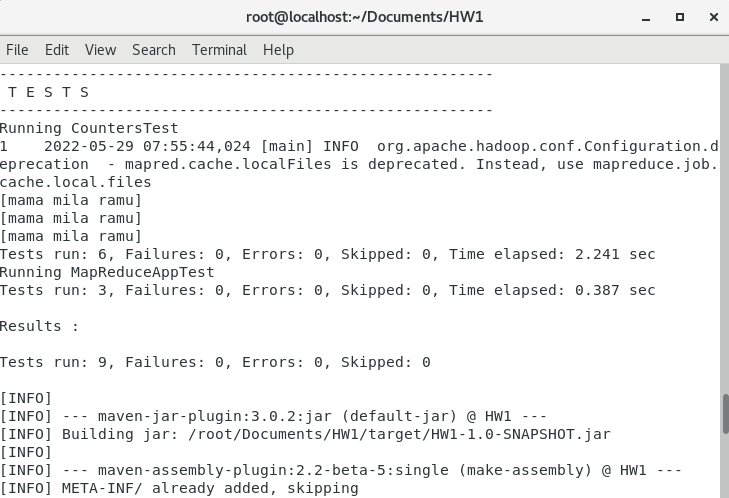 root@localhost:~/Documents/HW1
File Edit View Search Terminal Help
-------------------------------------------------------
 T E S T S
-------------------------------------------------------
Running CountersTest
1    2022-05-29 07:55:44,024 [main] INFO  org.apache.hadoop.conf.Configuration.d
eprecation  - mapred.cache.localFiles is deprecated. Instead, use mapreduce.job.
cache.local.files
[mama mila ramu]
[mama mila ramu]
[mama mila ramu]
Tests run: 6, Failures: 0, Errors: 0, Skipped: 0, Time elapsed: 2.241 sec
Running MapReduceAppTest
Tests run: 3, Failures: 0, Errors: 0, Skipped: 0, Time elapsed: 0.387 sec
Results :
Tests run: 9, Failures: 0, Errors: 0, Skipped: 0
[INFO]
[INFO] --- maven-jar-plugin:3.0.2:jar (default-jar) @ HW1 ---
[INFO] Building jar: /root/Documents/HW1/target/HW1-1.0-SNAPSHOT.jar
[INFO]
[INFO] --- maven-assembly-plugin:2.2-beta-5:single (make-assembly) @ HW1 ---
[INFO] META-INF/ already added, skipping